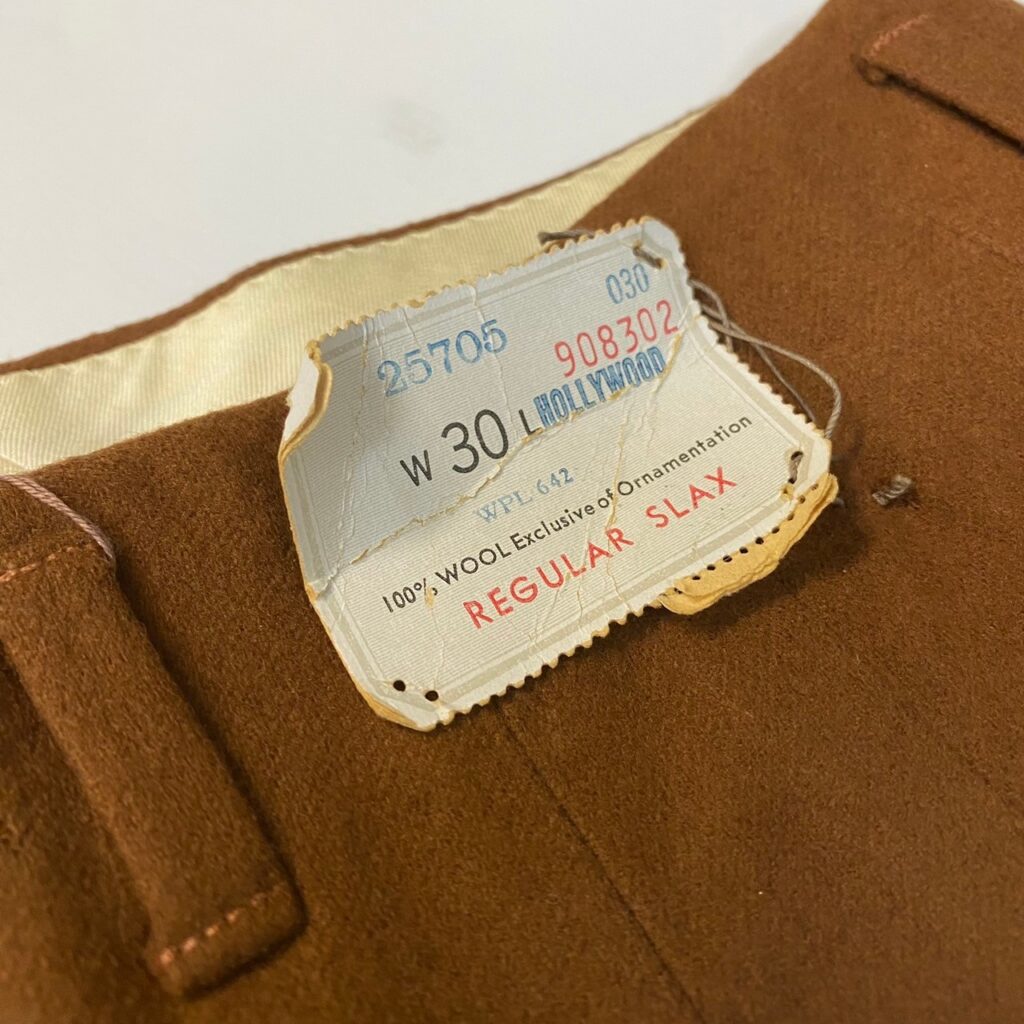 030
25705 908302
W 30 L HOLLYWOOD
WPL 642
100% WOOL Exclusive of Ornamentation
REGULAR SLAX